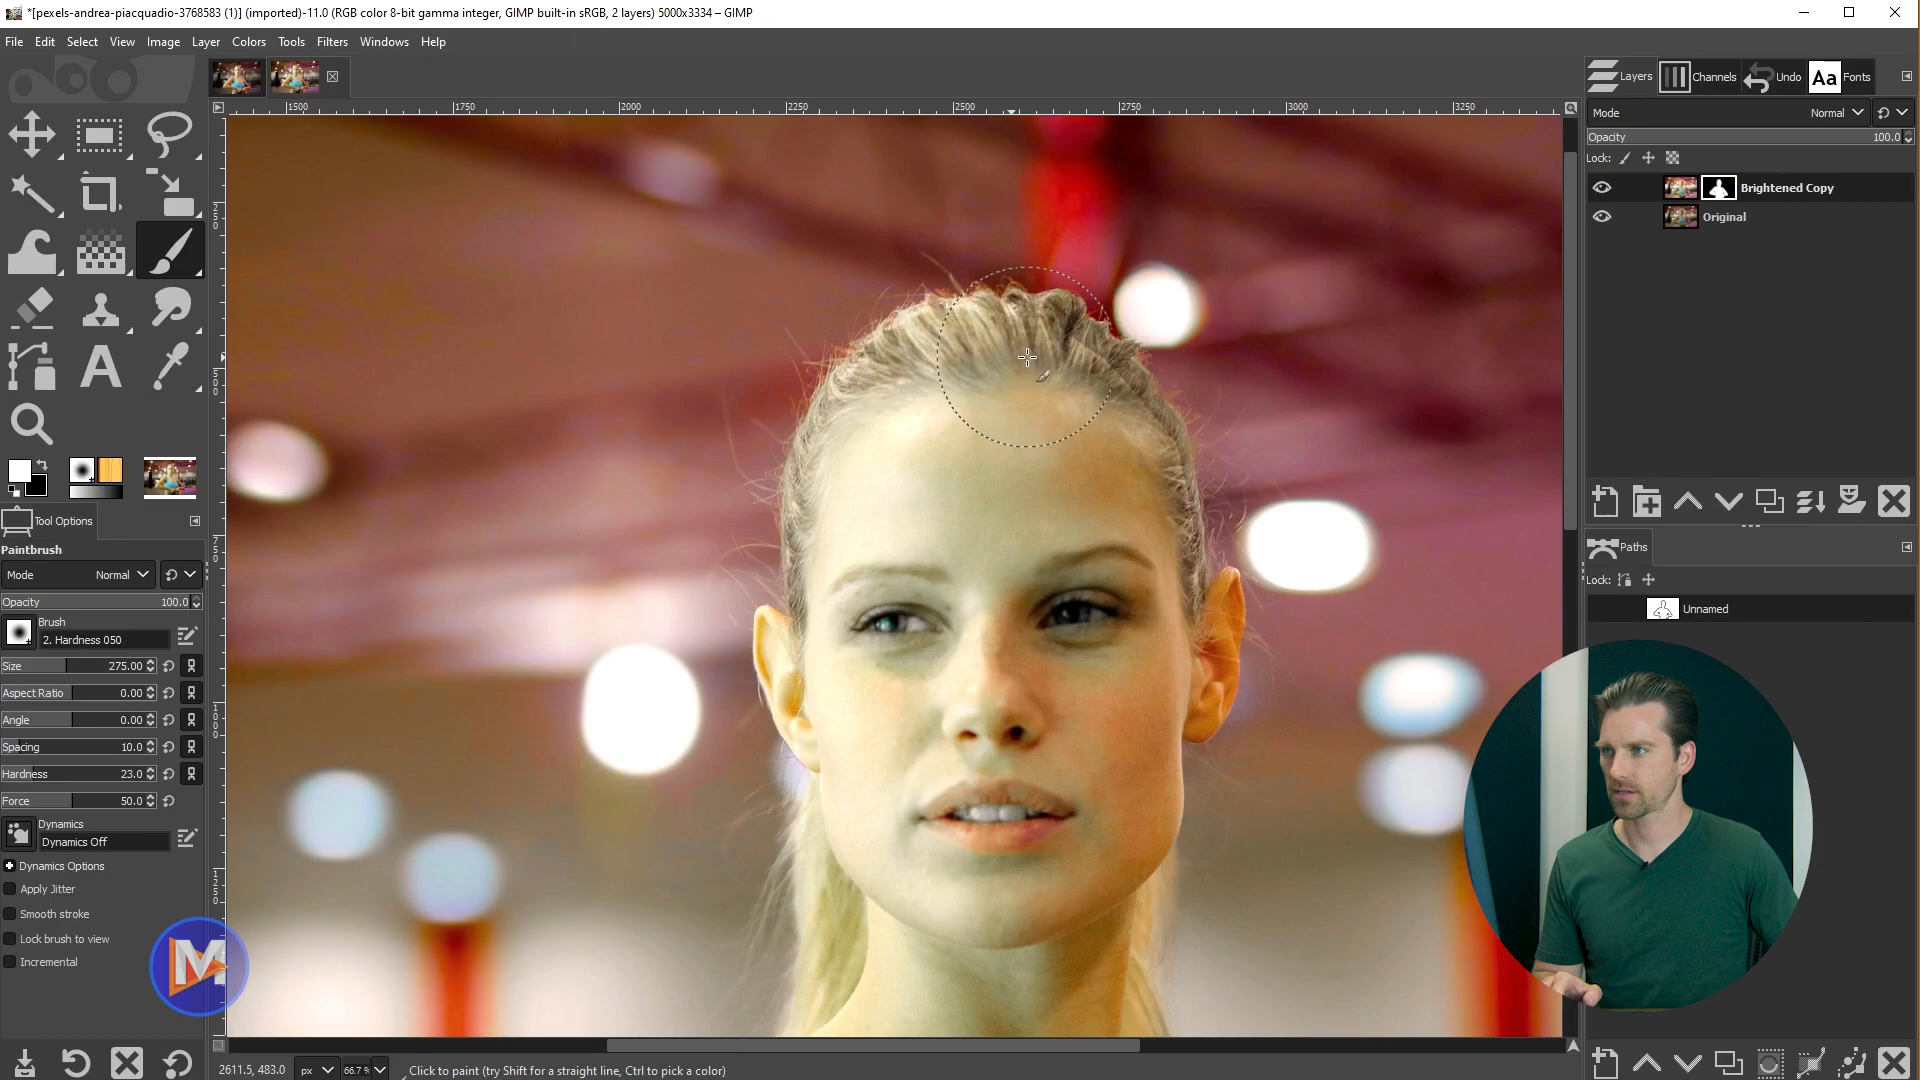 *[pexels-andrea-piacquadio-3768583 (1)] (imported)-11.0 (RGB color 8-bit gamma integer, GIMP built-in sRGB, 2 layers) 5000x3334 – GIMP
File Edit Select View Image Layer Colors Tools Filters Windows Help
1500 1750 2000 2250 2500 2750 3000 3250
250
500
750
1000
1250
Tool Options
Paintbrush
Mode Normal
Opacity 100.0
Brush
2. Hardness 050
Size 275.00
Aspect Ratio 0.00
Angle 0.00
Spacing 10.0
Hardness 23.0
Force 50.0
Dynamics
Dynamics Off
Dynamics Options
Apply Jitter
Smooth stroke
Lock brush to view
Incremental
M
Layers Channels Undo Aa Fonts
Mode Normal
Opacity 100.0
Lock:
Brightened Copy
Original
Paths
Lock:
Unnamed
2611.5, 483.0 px 66.7 % Click to paint (try Shift for a straight line, Ctrl to pick a color)